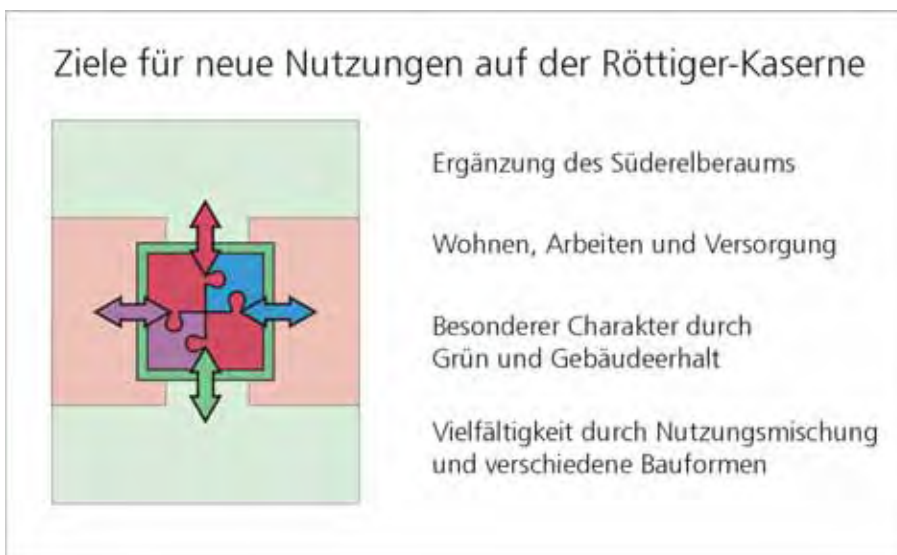 Ziele für neue Nutzungen auf der Röttiger-Kaserne
Ergänzung des Süderelberaums
Wohnen, Arbeiten und Versorgung
Besonderer Charakter durch
Grün und Gebäudeerhalt
Vielfältigkeit durch Nutzungsmischung
und verschiedene Bauformen